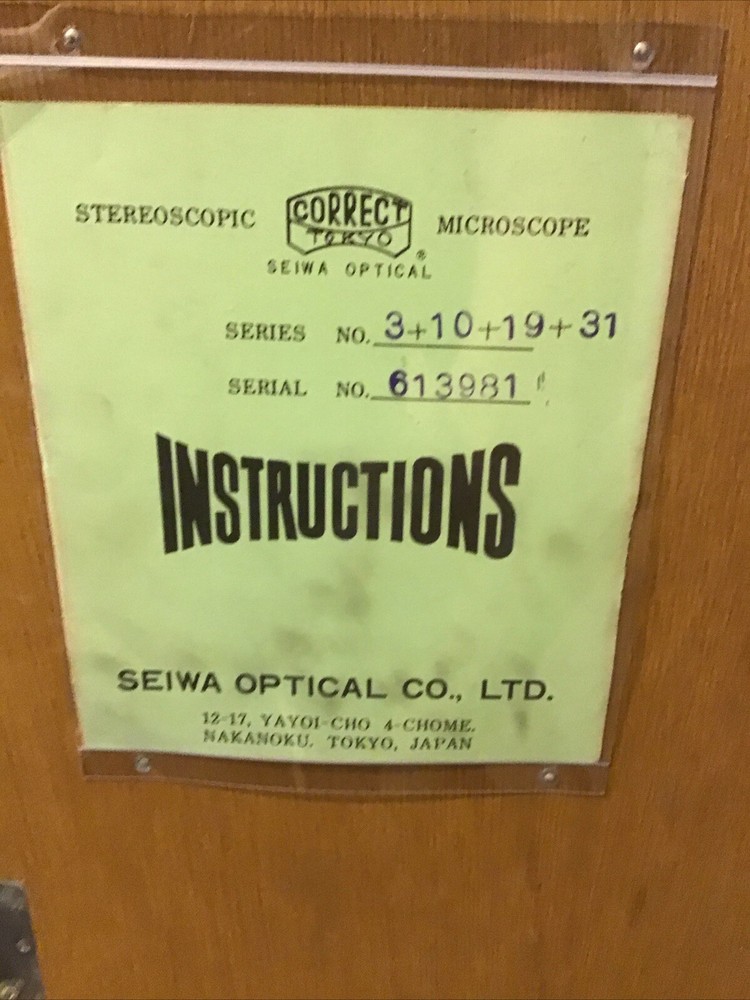 STEREOSCOPIC CORRECT MICROSCOPE
TOKYO ®
SEIWA OPTICAL
SERIES NO. 3+10+19+31
SERIAL NO. 613981
INSTRUCTIONS
SEIWA OPTICAL CO., LTD.
12-17, YAYOI-CHO 4-CHOME.
NAKANOKU. TOKYO, JAPAN